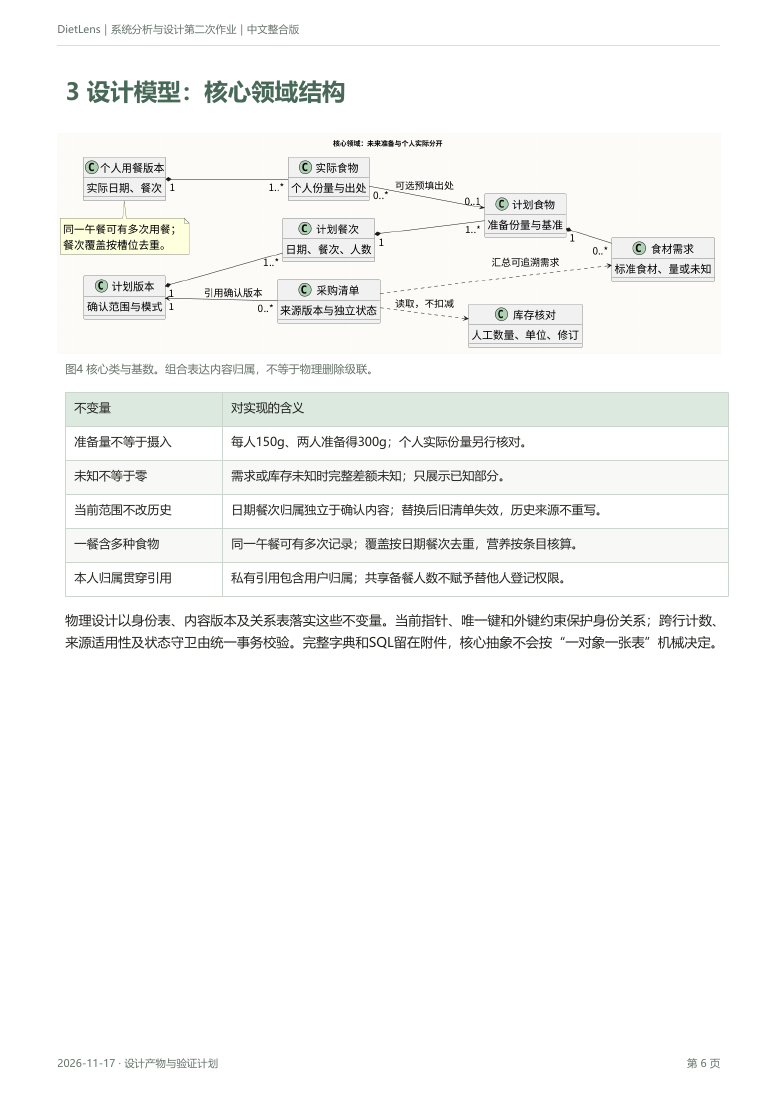 DietLens | 系统分析与设计第二次作业 | 中文整合版
3 设计模型：核心领域结构
核心领域：未来准备与个人实际分开
C 个人用餐版本
实际日期、餐次
1
1..*
C 实际食物
个人份量与出处
0..*
可选预填出处
0..1
C 计划食物
准备份量与基准
1..*
1
同一午餐可有多次用餐；
餐次覆盖按槽位去重。
C 计划餐次
日期、餐次、人数
1
1..*
0..*
C 食材需求
标准食材、量或未知
汇总可追溯需求
C 计划版本
确认范围与模式
1
1
引用确认版本
0..*
C 采购清单
来源版本与独立状态
读取，不扣减
C 库存核对
人工数量、单位、修订
图4 核心类与基数。组合表达内容归属，不等于物理删除级联。
不变量 对实现的含义
准备量不等于摄入 每人150g、两人准备得300g；个人实际份量另行核对。
未知不等于零 需求或库存未知时完整差额未知；只展示已知部分。
当前范围不改历史 日期餐次归属独立于确认内容；替换后旧清单失效，历史来源不重写。
一餐含多种食物 同一午餐可有多次记录；覆盖按日期餐次去重，营养按条目核算。
本人归属贯穿引用 私有引用包含用户归属；共享备餐人数不赋予替他人登记权限。
物理设计以身份表、内容版本及关系表落实这些不变量。当前指针、唯一键和外键约束保护身份关系；跨行计数、
来源适用性及状态守卫由统一事务校验。完整字典和SQL留在附件，核心抽象不会按“一对象一张表”机械决定。
2026-11-17 · 设计产物与验证计划
第 6 页